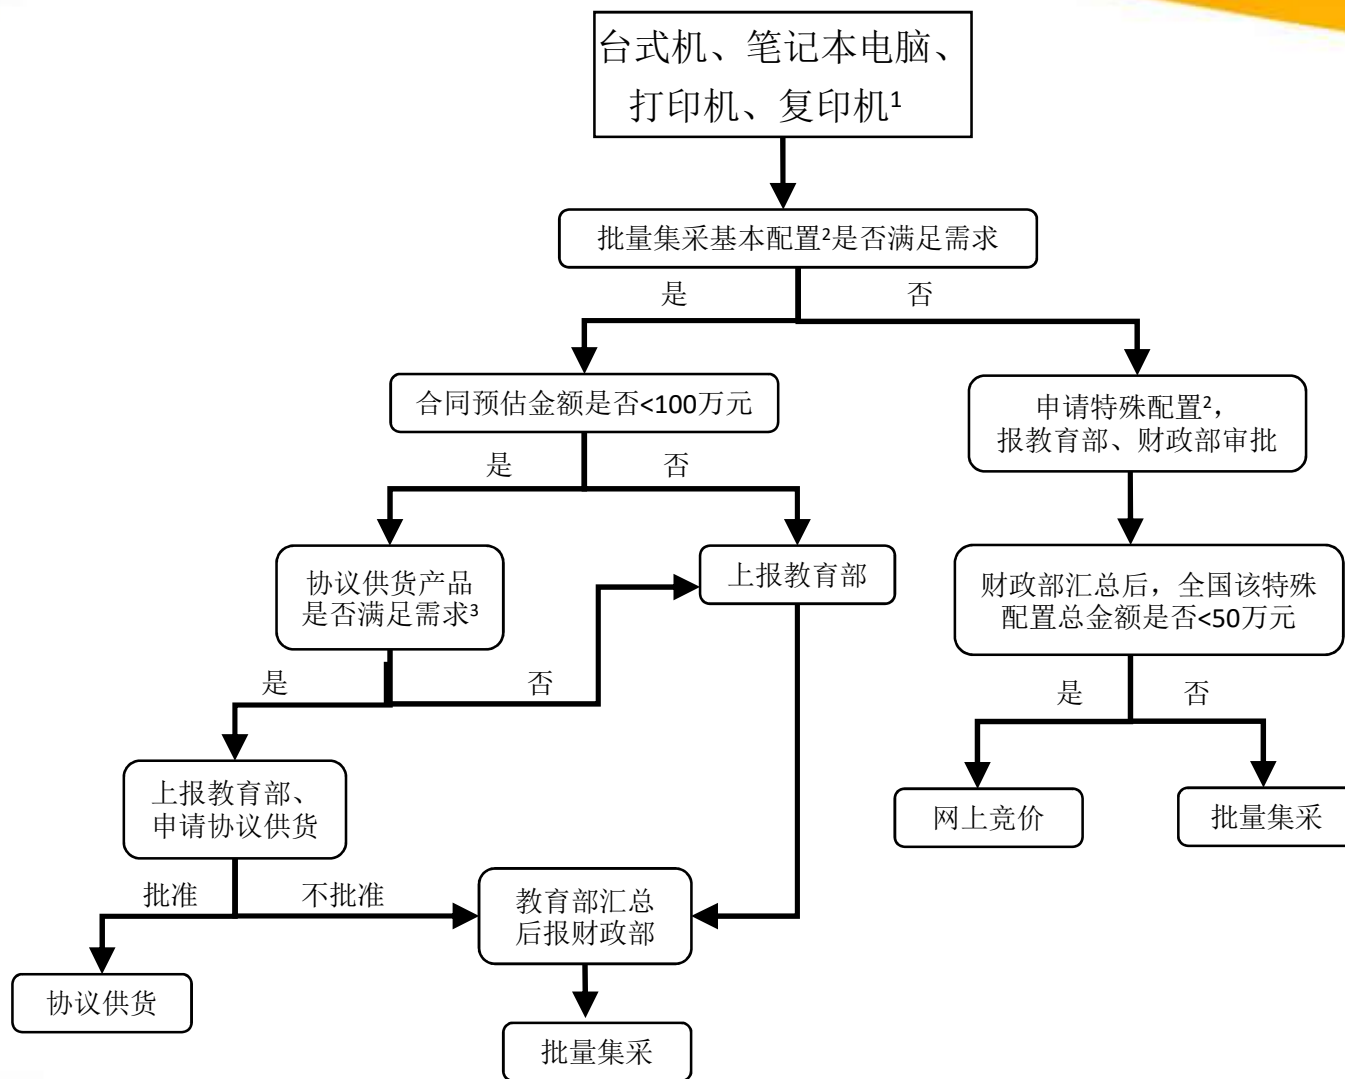 台式机、笔记本电脑、
打印机、复印机¹
批量集采基本配置²是否满足需求
是
否
合同预估金额是否<100万元
申请特殊配置²，
报教育部、财政部审批
是
否
协议供货产品
是否满足需求³
上报教育部
财政部汇总后，全国该特殊
配置总金额是否<50万元
是
否
是
否
上报教育部、
申请协议供货
网上竞价
批量集采
批准
不批准
教育部汇总
后报财政部
协议供货
批量集采